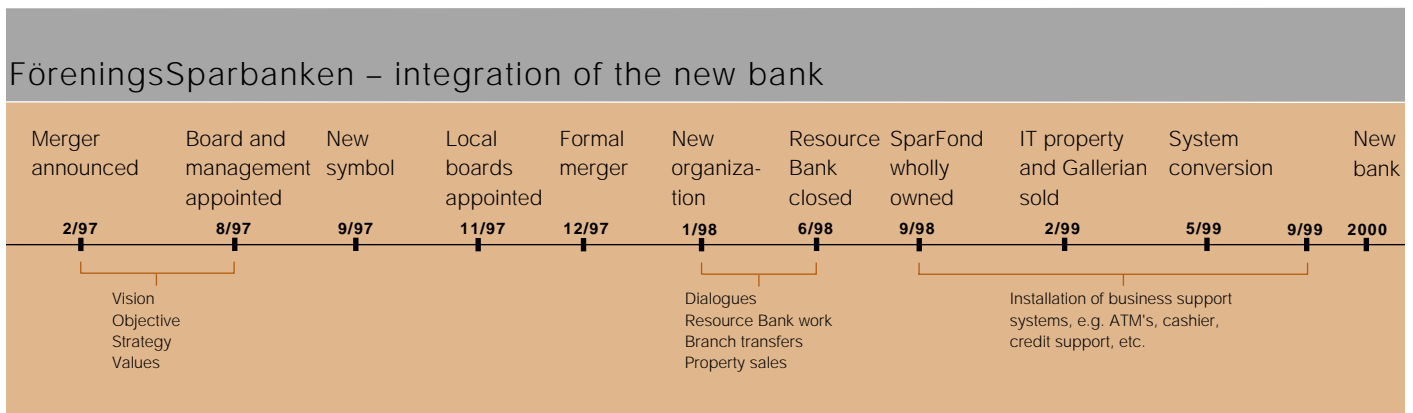 FöreningsSparbanken – integration of the new bank
Merger
announced
Board and
management
appointed
New
symbol
Local
boards
appointed
Formal
merger
New
organiza-
tion
Resource
Bank
closed
SparFond
wholly
owned
IT property
and Gallerian
sold
System
conversion
New
bank
2/97
8/97
9/97
11/97
12/97
1/98
6/98
9/98
2/99
5/99
9/99
2000
Vision
Objective
Strategy
Values
Dialogues
Resource Bank work
Branch transfers
Property sales
Installation of business support
systems, e.g. ATM's, cashier,
credit support, etc.